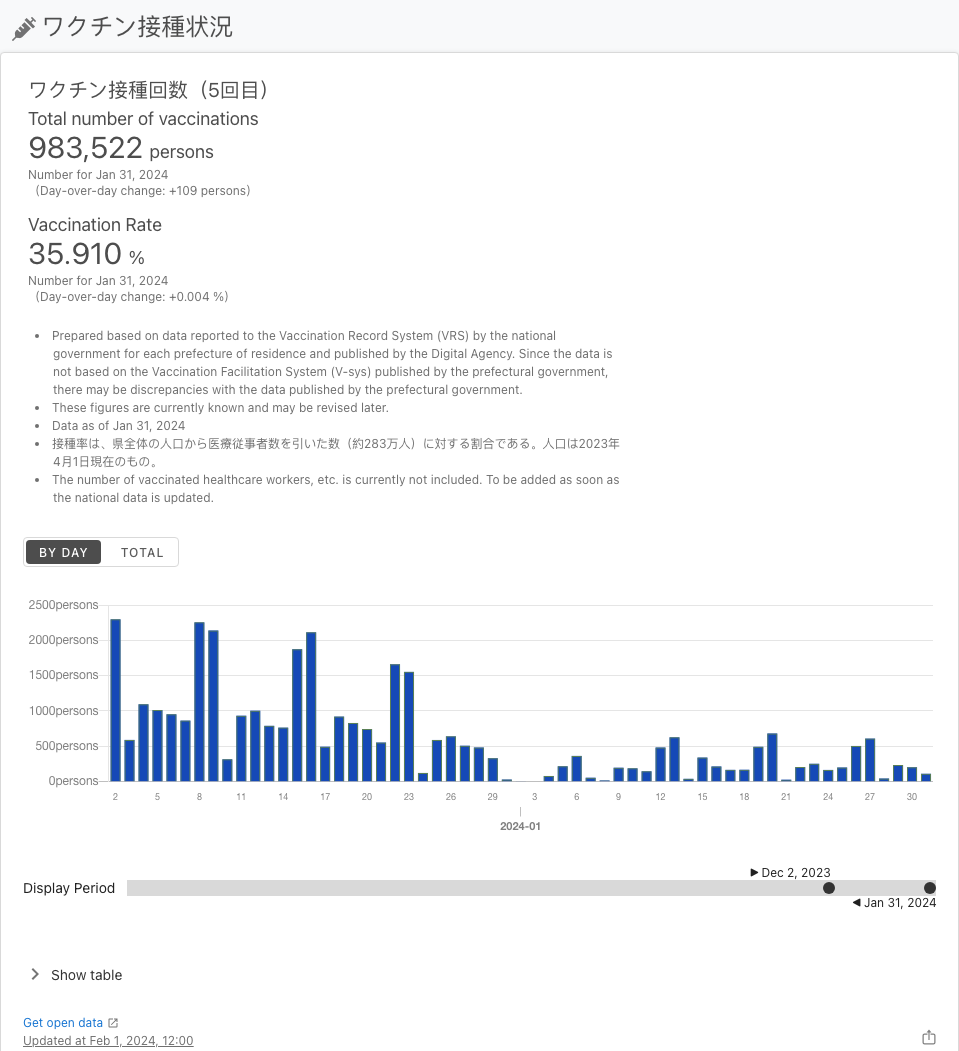 ワクチン接種状況
ワクチン接種回数（5回目）
Total number of vaccinations
983,522 persons
Number for Jan 31, 2024
（Day-over-day change: +109 persons）
Vaccination Rate
35.910 %
Number for Jan 31, 2024
（Day-over-day change: +0.004 %）
• Prepared based on data reported to the Vaccination Record System (VRS) by the national
government for each prefecture of residence and published by the Digital Agency. Since the data is
not based on the Vaccination Facilitation System (V-sys) published by the prefectural government,
there may be discrepancies with the data published by the prefectural government.
• These figures are currently known and may be revised later.
• Data as of Jan 31, 2024
• 接種率は、県全体の人口から医療従事者数を引いた数（約283万人）に対する割合である。人口は2023年
4月1日現在のもの。
• The number of vaccinated healthcare workers, etc. is currently not included. To be added as soon as
the national data is updated.
BY DAY TOTAL
2500persons
2000persons
1500persons
1000persons
500persons
0persons
2 5 8 11 14 17 20 23 26 29 3 6 9 12 15 18 21 24 27 30
2024-01
Dec 2, 2023
Display Period
Jan 31, 2024
Show table
Get open data
Updated at Feb 1, 2024, 12:00